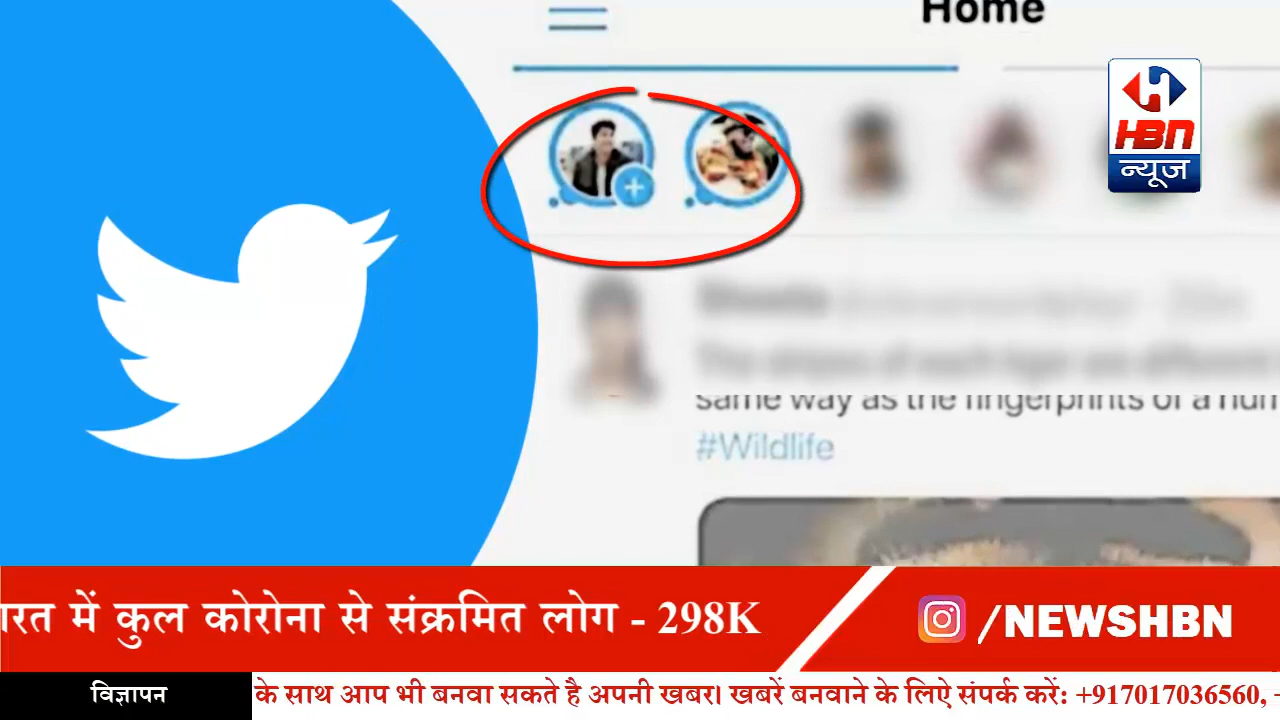 Home
HBN
न्यूज
same way as the fingerprints of a hum
#Wildlife
ारत में कुल कोरोना से संक्रमित लोग - 298K
/NEWSHBN
विज्ञापन
के साथ आप भी बनवा सकते है अपनी खबर। खबरें बनवाने के लिऐ संपर्क करें: +917017036560, -